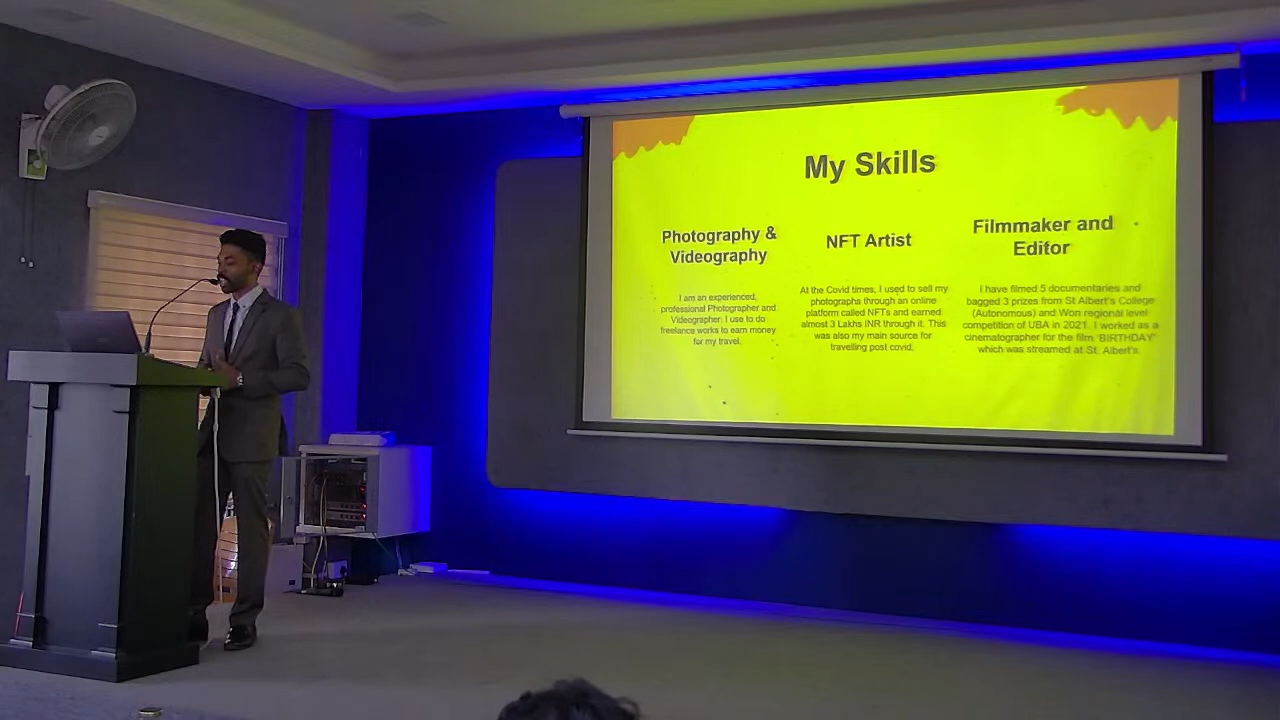 My Skills
Photography &
Videography
I am an experienced,
professional Photographer and
Videographer. I use to do
freelance works to earn money
for my travel.
NFT Artist
At the Covid times, I used to sell my
photographs through an online
platform called NFTs and earned
almost 3 Lakhs INR through it. This
was also my main source for
travelling post covid.
Filmmaker and
Editor
I have filmed 5 documentaries and
bagged 3 prizes from St Albert's College
(Autonomous) and Won regional level
competition of UBA in 2021. I worked as a
cinematographer for the film 'BIRTHDAY'
which was streamed at St. Albert's.